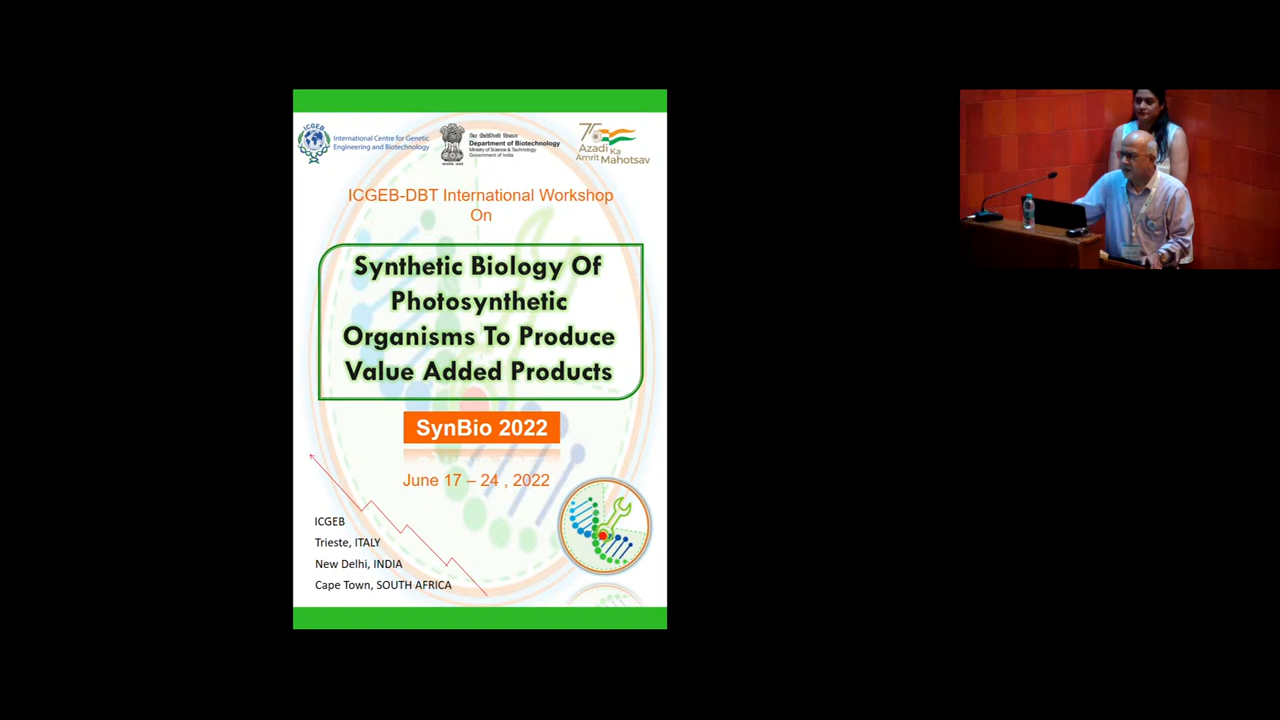 ICGEB
International Centre for Genetic
Engineering and Biotechnology
Department of Biotechnology
Ministry of Science & Technology
Government of India
75
Azadi Ka
Amrit Mahotsav
ICGEB-DBT International Workshop
On
Synthetic Biology Of
Photosynthetic
Organisms To Produce
Value Added Products
SynBio 2022
June 17 – 24 , 2022
ICGEB
Trieste, ITALY
New Delhi, INDIA
Cape Town, SOUTH AFRICA